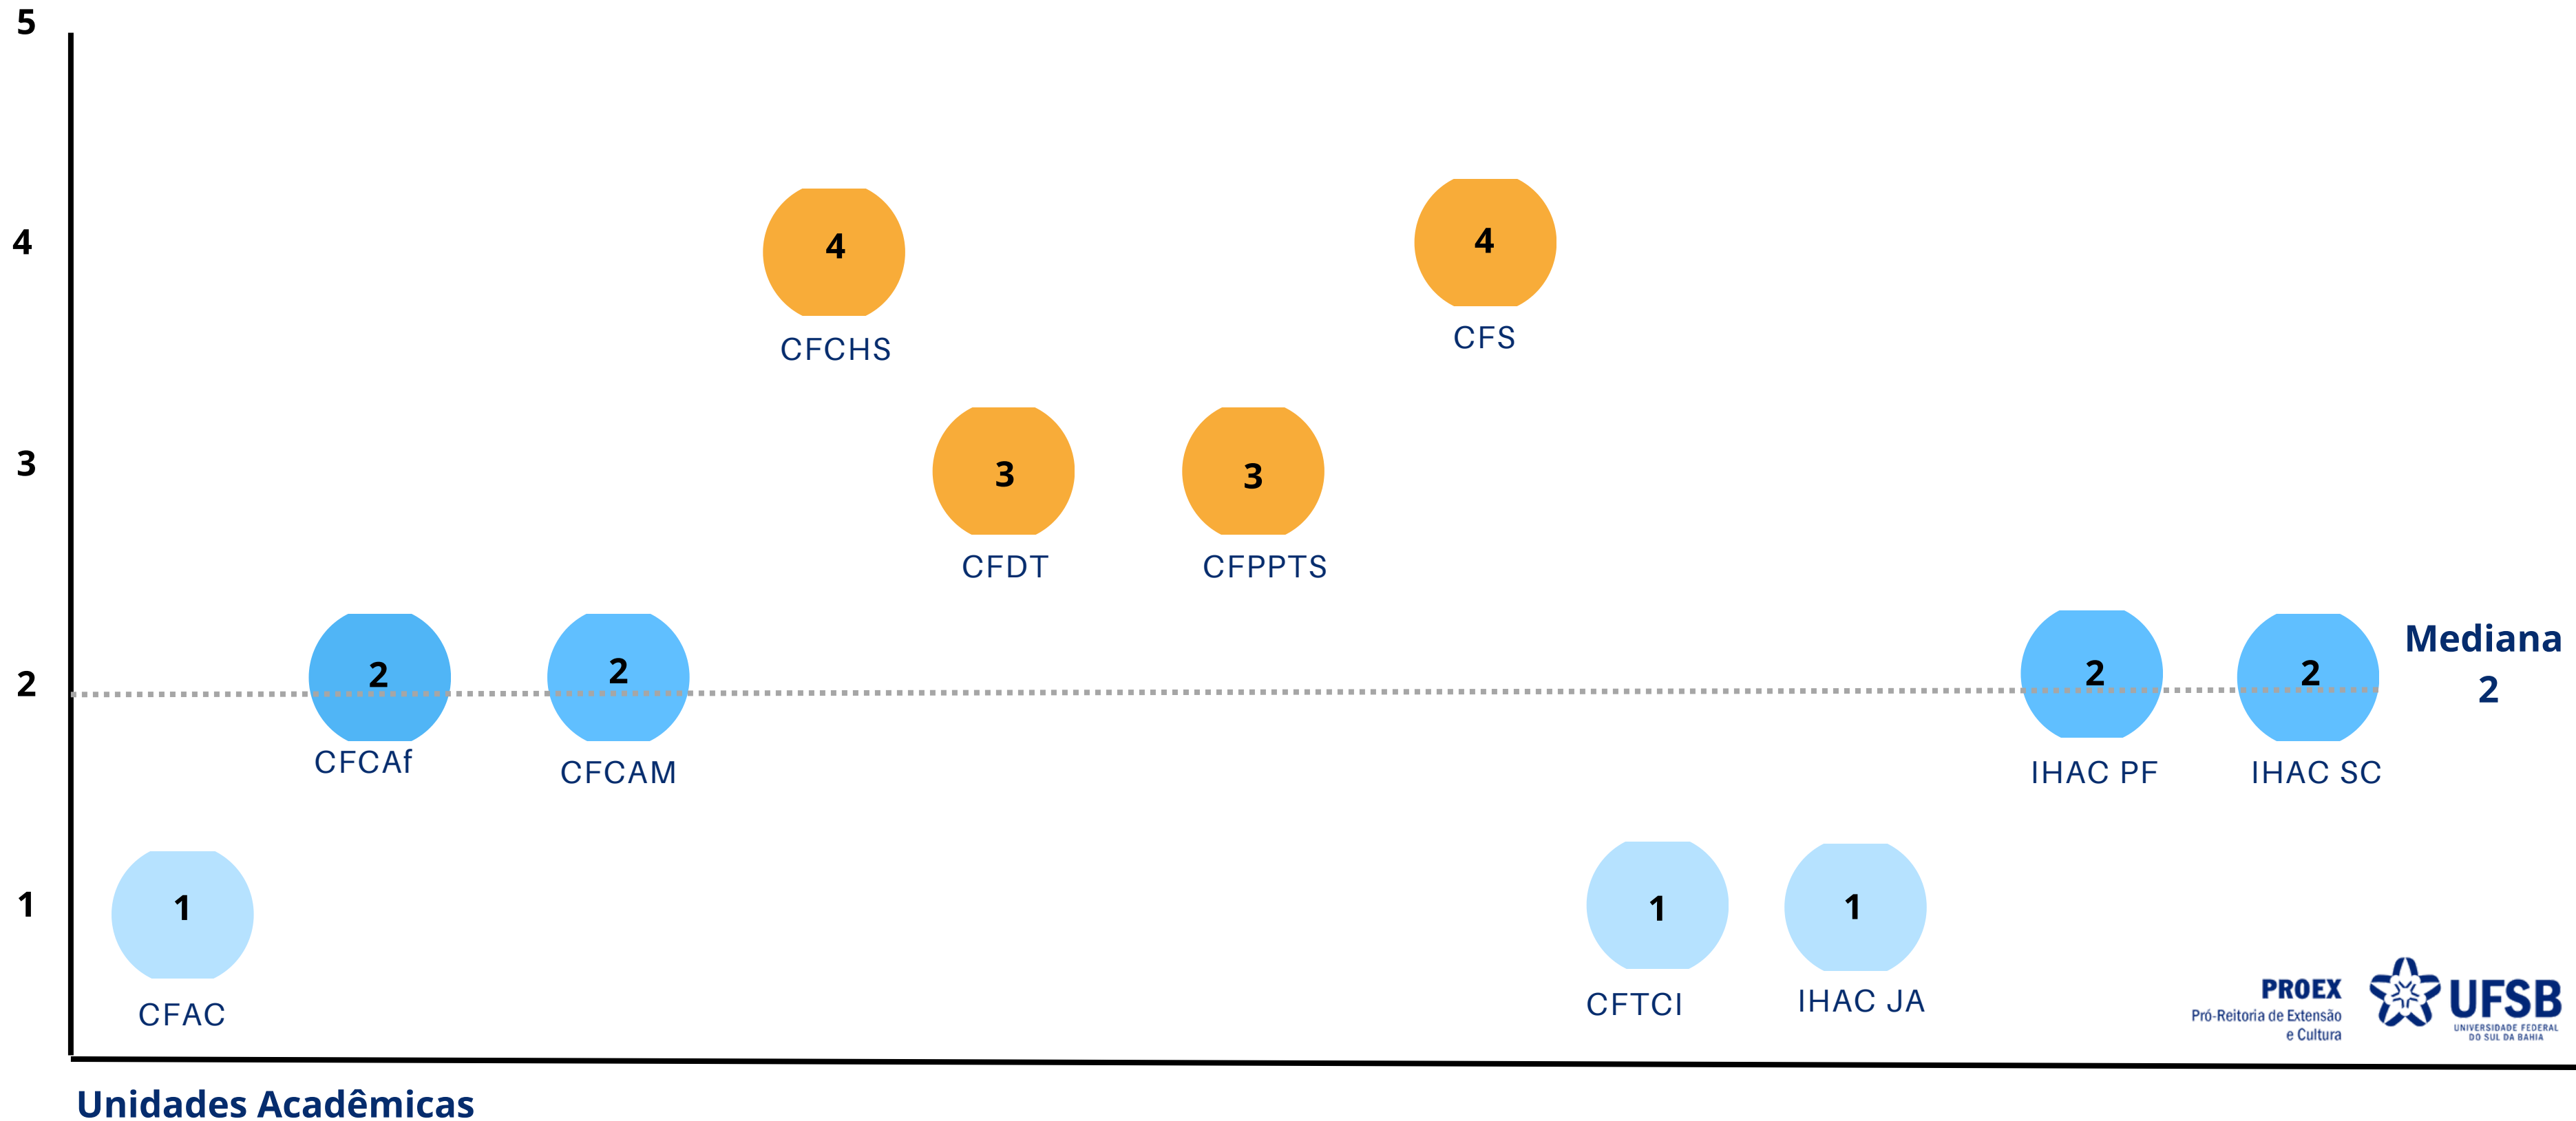 5
4
4
4
CFCHS
CFS
3
3
3
CFDT
CFPPTS
2
2
2
2
2
Mediana
2
CFCAf
CFCAM
IHAC PF
IHAC SC
1
1
1
1
CFAC
CFTCI
IHAC JA
PROEX
Pró-Reitoria de Extensão
e Cultura
UFSB
UNIVERSIDADE FEDERAL
DO SUL DA BAHIA
Unidades Acadêmicas